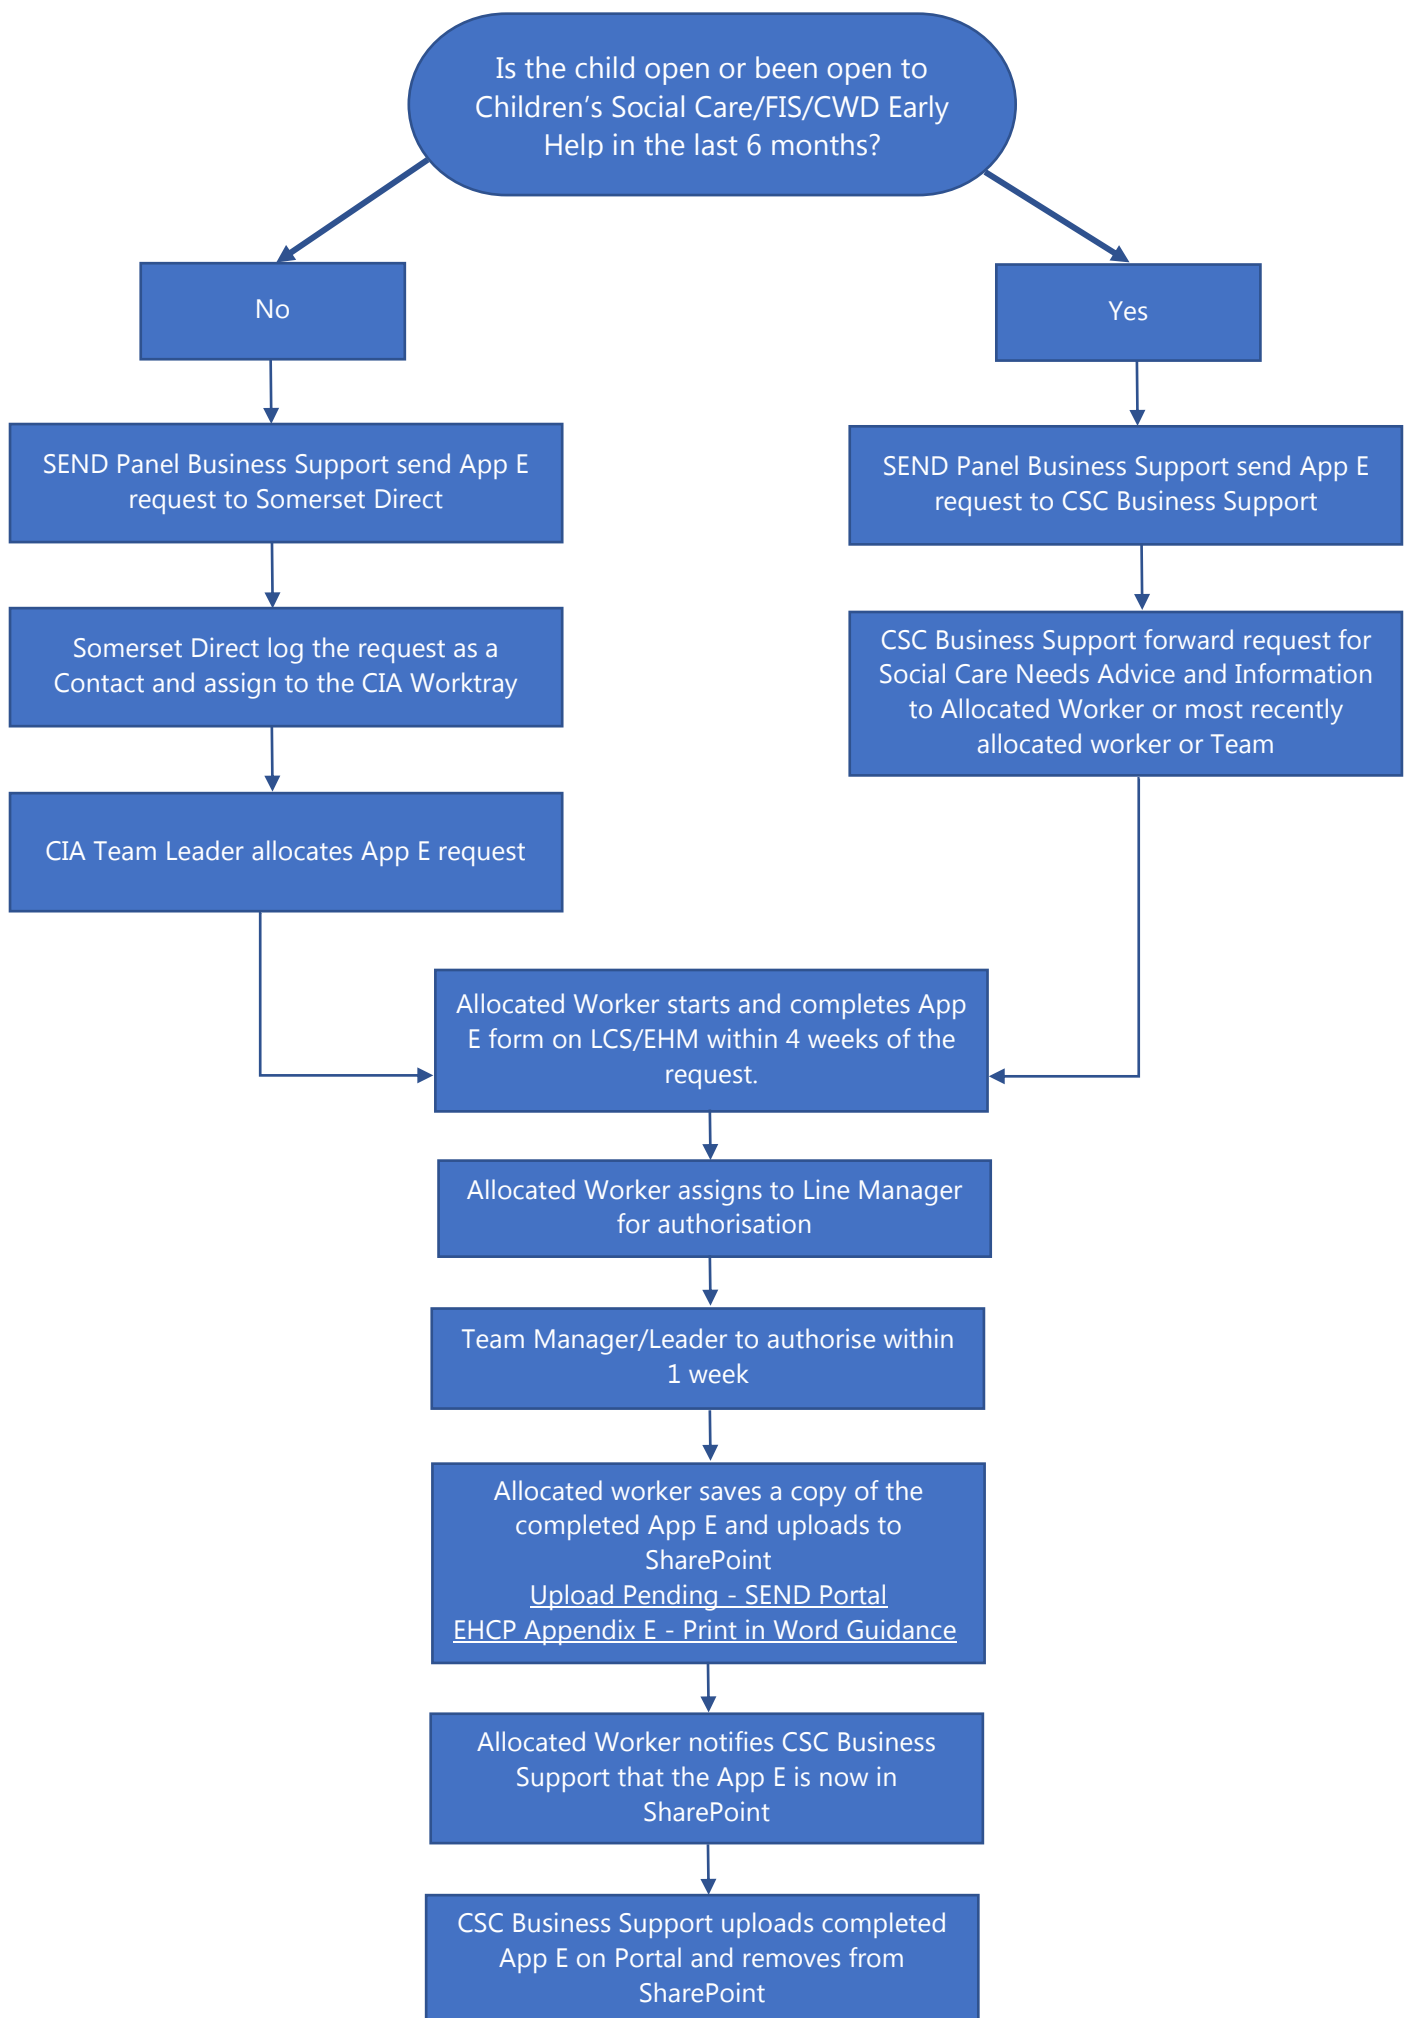 Is the child open or been open to
Children’s Social Care/FIS/CWD Early
Help in the last 6 months?
No
Yes
SEND Panel Business Support send App E
request to Somerset Direct
SEND Panel Business Support send App E
request to CSC Business Support
Somerset Direct log the request as a
Contact and assign to the CIA Worktray
CSC Business Support forward request for
Social Care Needs Advice and Information
to Allocated Worker or most recently
allocated worker or Team
CIA Team Leader allocates App E request
Allocated Worker starts and completes App
E form on LCS/EHM within 4 weeks of the
request.
Allocated Worker assigns to Line Manager
for authorisation
Team Manager/Leader to authorise within
1 week
Allocated worker saves a copy of the
completed App E and uploads to
SharePoint
Upload Pending - SEND Portal
EHCP Appendix E - Print in Word Guidance
Allocated Worker notifies CSC Business
Support that the App E is now in
SharePoint
CSC Business Support uploads completed
App E on Portal and removes from
SharePoint